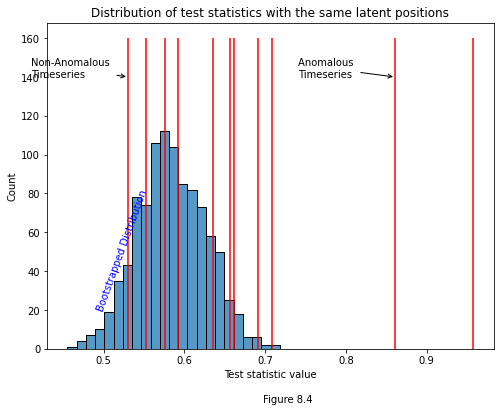 Distribution of test statistics with the same latent positions
160
140
120
100
80
60
40
20
0
Count
Non-Anomalous
Timeseries
Anomalous
Timeseries
Bootstrapped Distribution
0.5 0.6 0.7 0.8 0.9
Test statistic value
Figure 8.4